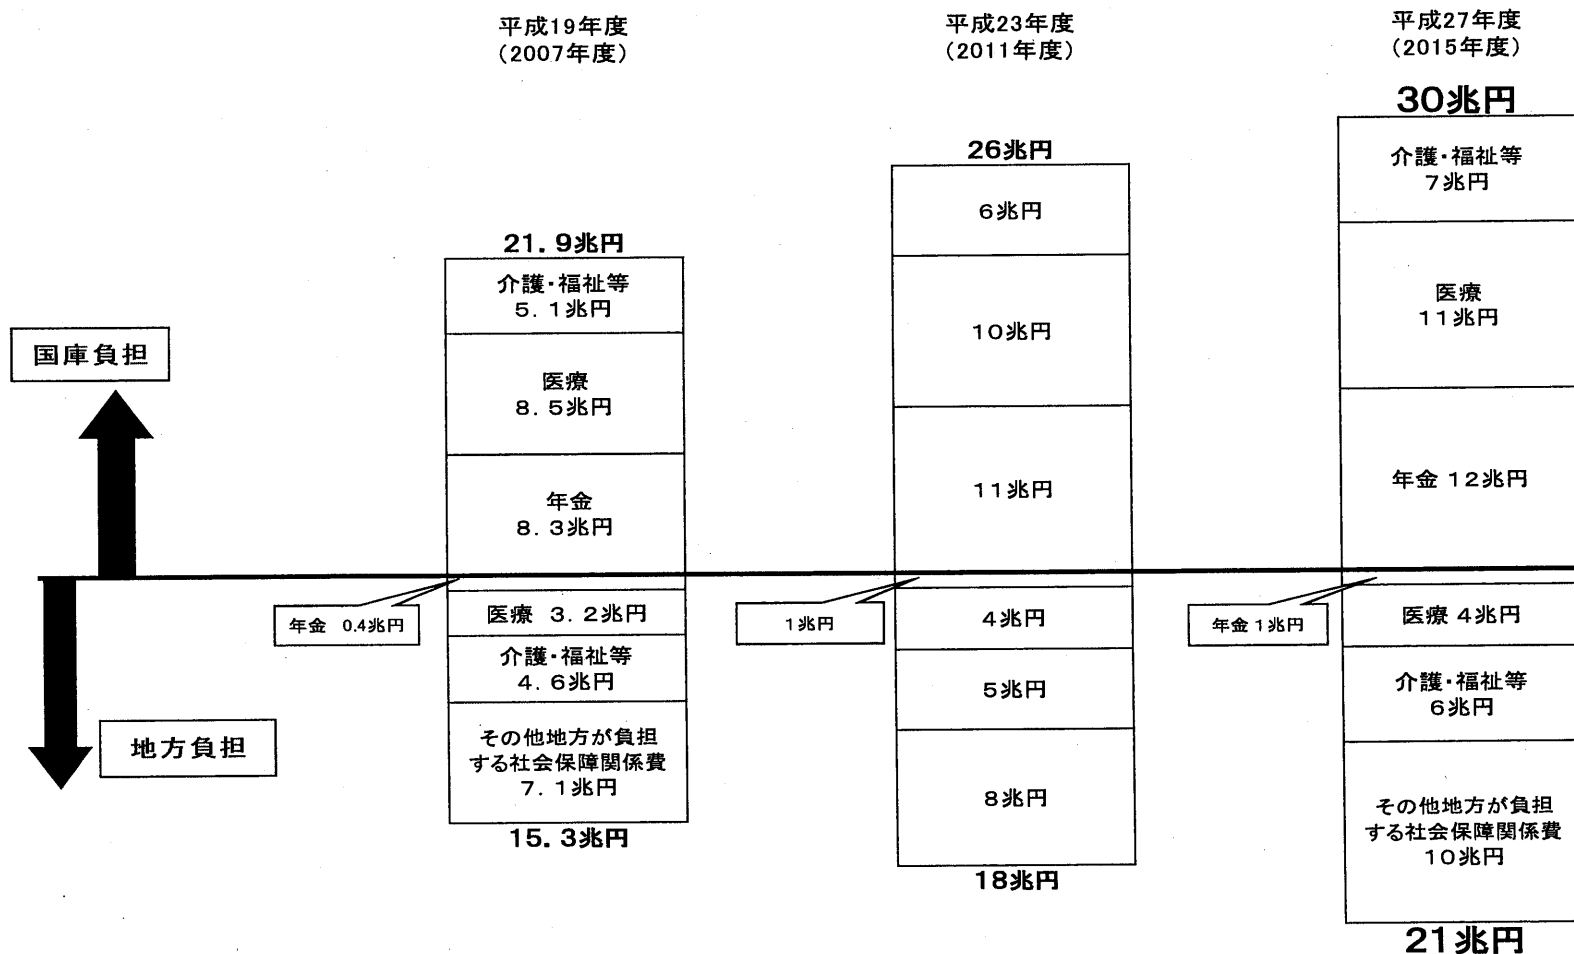 平成19年度
（2007年度）
平成23年度
（2011年度）
平成27年度
（2015年度）
21．9兆円
介護・福祉等
5．1兆円
医療
8．5兆円
年金
8．3兆円
年金 0.4兆円
医療 3．2兆円
介護・福祉等
4．6兆円
その他地方が負担
する社会保障関係費
7．1兆円
15．3兆円
26兆円
6兆円
10兆円
11兆円
1兆円
4兆円
5兆円
8兆円
18兆円
30兆円
介護・福祉等
7兆円
医療
11兆円
年金 12兆円
年金 1兆円
医療 4兆円
介護・福祉等
6兆円
その他地方が負担
する社会保障関係費
10兆円
21兆円
国庫負担
地方負担